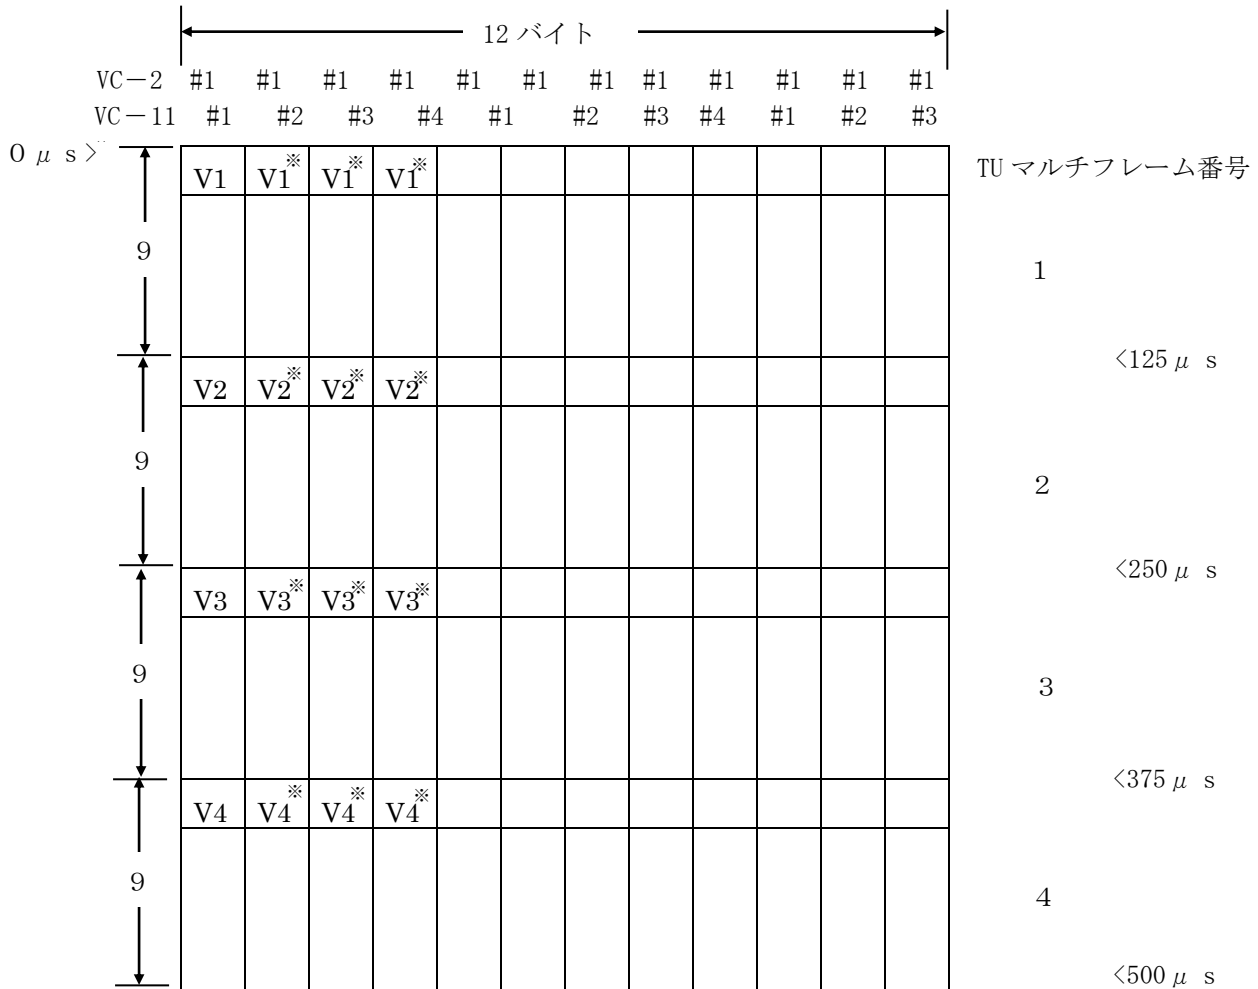 12 バイト
VC－2 #1 #1 #1 #1 #1 #1 #1 #1 #1 #1 #1 #1
VC－11 #1 #2 #3 #4 #1 #2 #3 #4 #1 #2 #3
0 μ s >
V1 V1※ V1※ V1※
TU マルチフレーム番号
9
1
<125 μ s
V2 V2※ V2※ V2※
9
2
<250 μ s
V3 V3※ V3※ V3※
9
3
<375 μ s
V4 V4※ V4※ V4※
9
4
<500 μ s